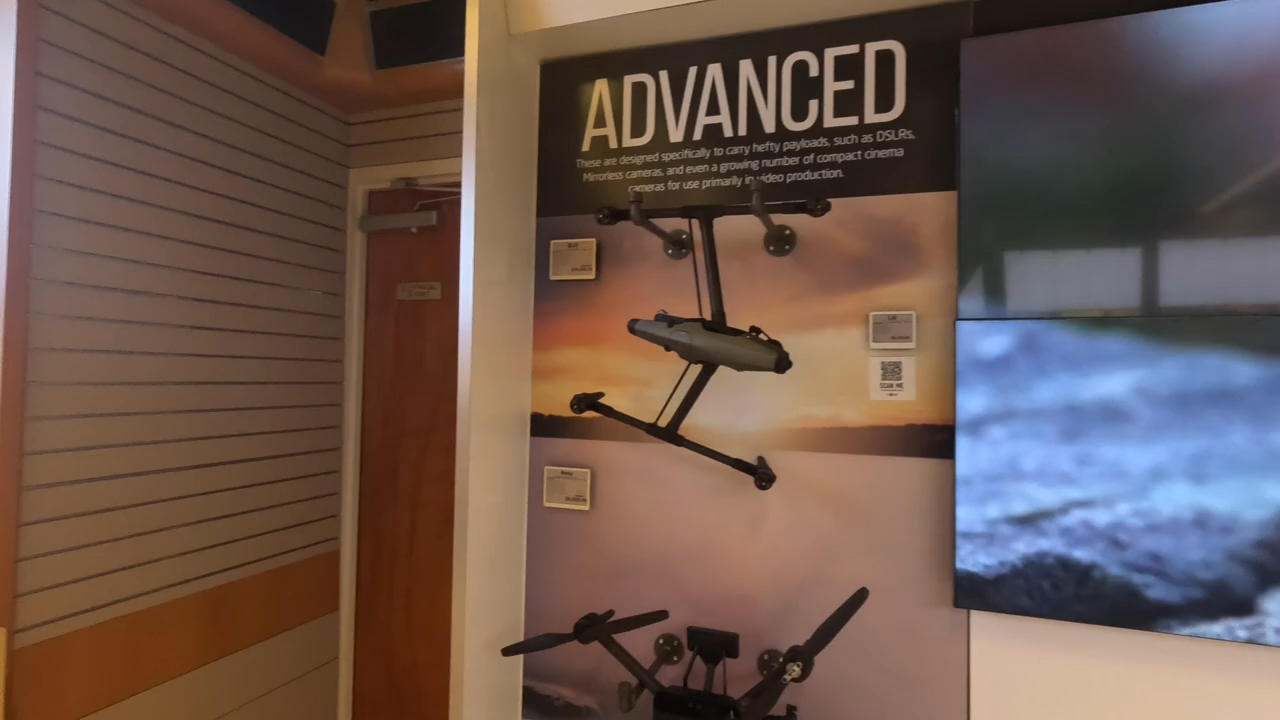 ADVANCED
These are designed specifically to carry hefty payloads, such as DSLRs,
Mirrorless cameras, and even a growing number of compact cinema
cameras for use primarily in video production.
SCAN ME